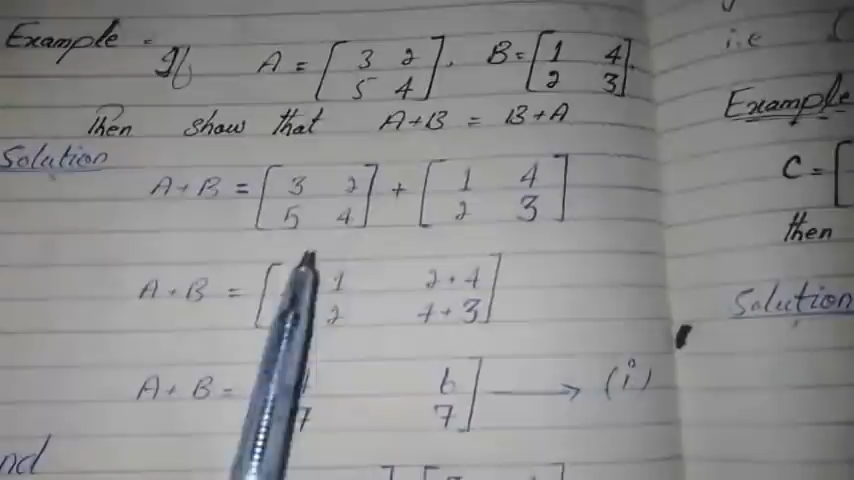 Example -
If A = [ 3 2 ], B = [ 1 4 ]
5 4 2 3
Then show that A+B = B+A
Solution
A+B = [ 3 2 ] + [ 1 4 ]
5 4 2 3
A+B = [ 1 2+4 ]
2 4+3
A+B = 6 ] → (i)
7 7
i.e
Example
C = [
then
Solution